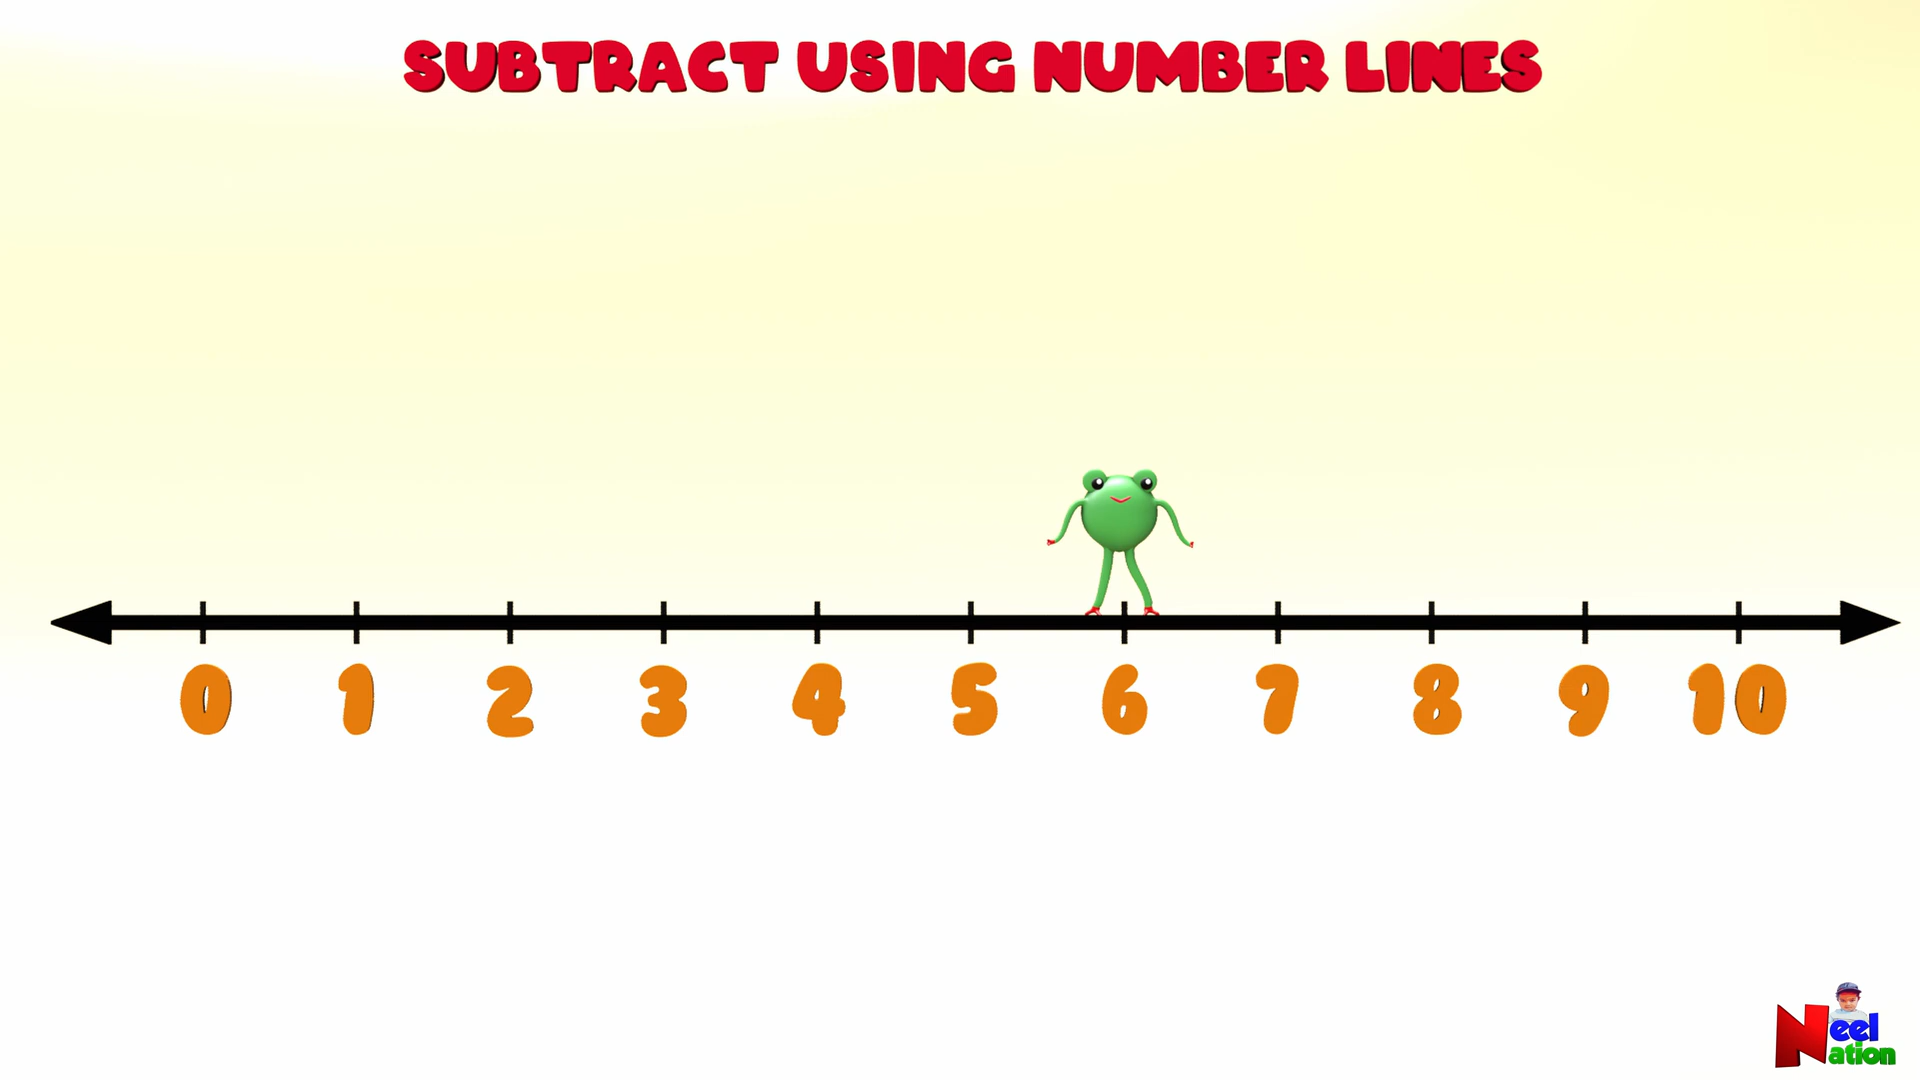 SUBTRACT USING NUMBER LINES
0 1 2 3 4 5 6 7 8 9 10
Neel
Nation